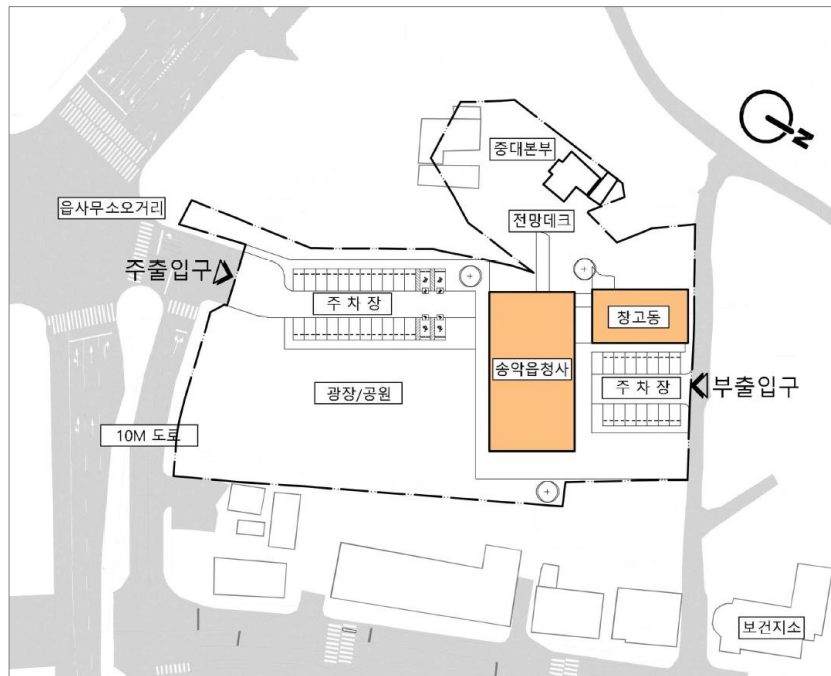 중대본부
N
읍사무소오거리
전망데크
주출입구
주 차 장
창고동
송악읍청사
광장/공원
주 차 장
부출입구
10M 도로
보건지소